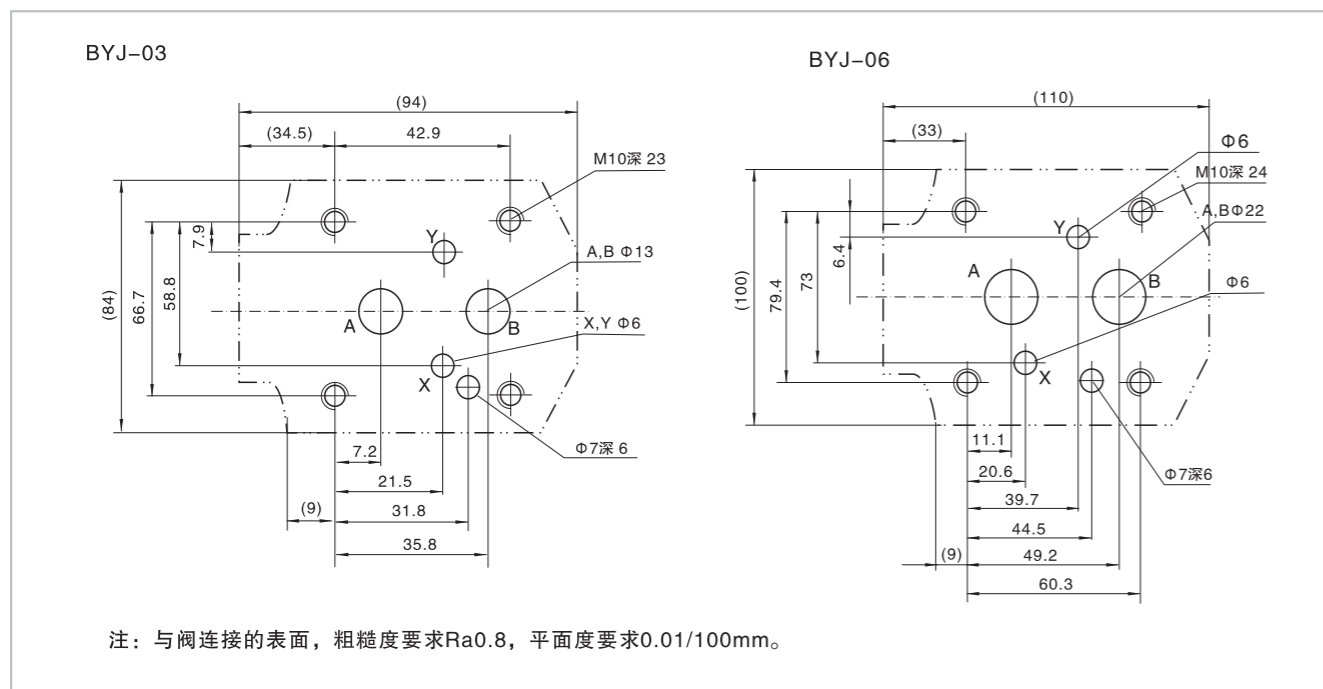 BYJ-03
(94)
(34.5)
42.9
M10深 23
7.9
Y
A,B Φ13
(84)
66.7
58.8
A
B
X,Y Φ6
X
Φ7深 6
7.2
21.5
(9)
31.8
35.8
BYJ-06
(110)
(33)
Φ6
M10深 24
A,BΦ22
Y
6.4
(100)
79.4
73
A
B
Φ6
X
11.1
Φ7深6
20.6
39.7
44.5
(9)
49.2
60.3
注：与阀连接的表面，粗糙度要求Ra0.8，平面度要求0.01/100mm。